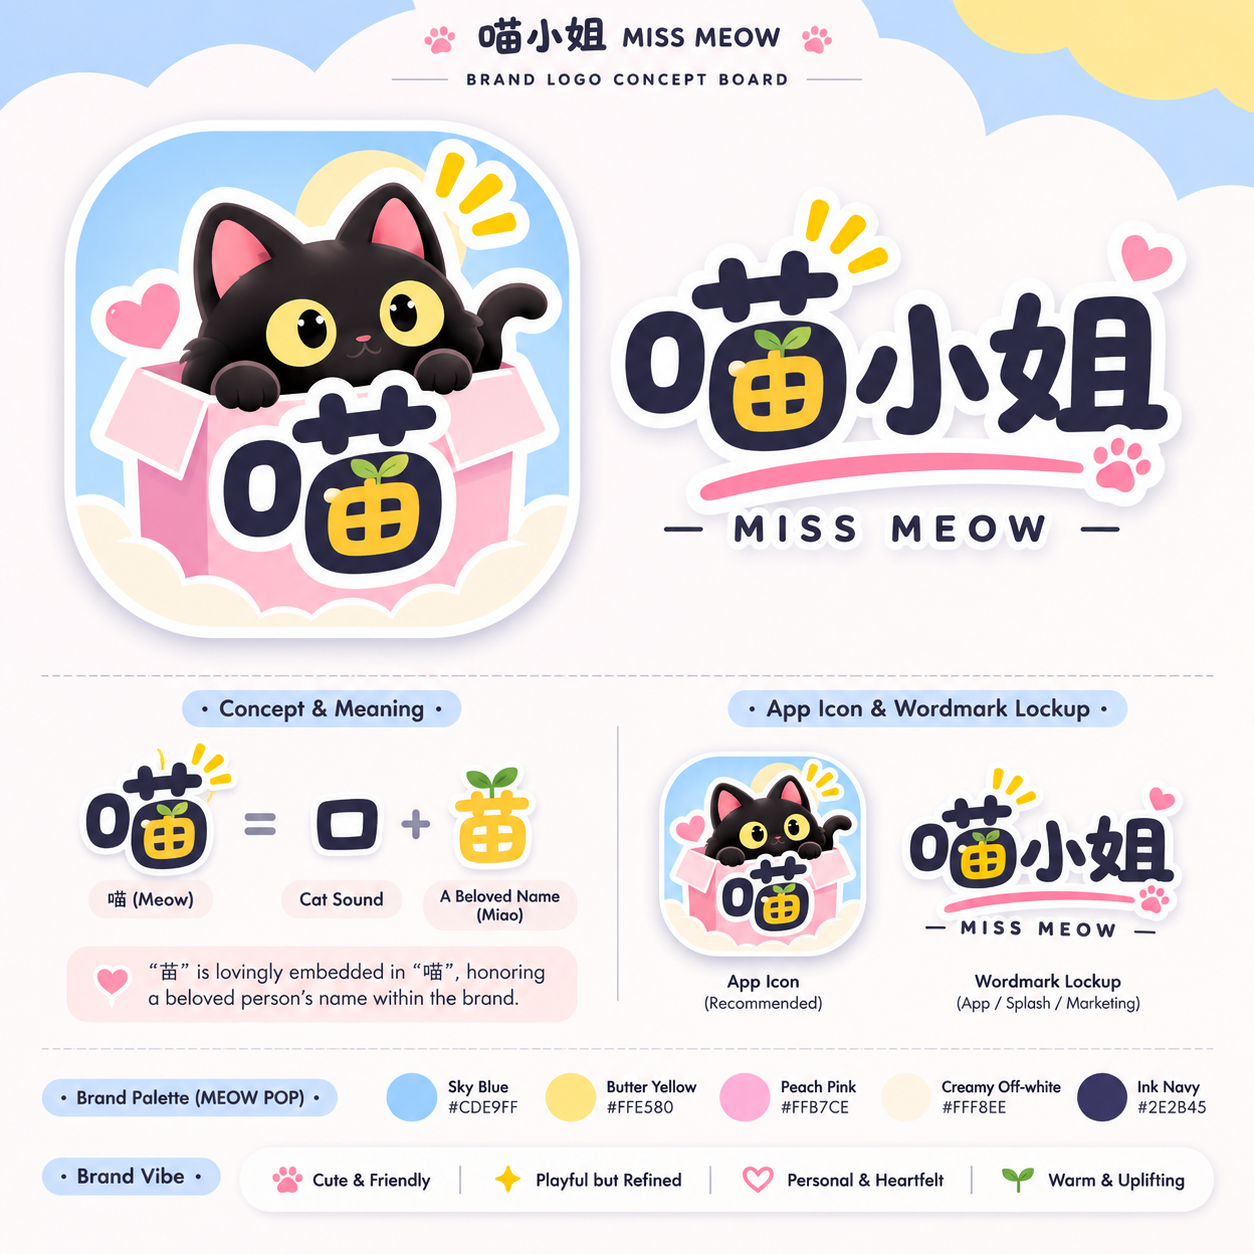 喵小姐 MISS MEOW
BRAND LOGO CONCEPT BOARD
喵
喵小姐
MISS MEOW
Concept & Meaning
喵 = 口 + 苗
喵 (Meow)
Cat Sound
A Beloved Name
(Miao)
“苗” is lovingly embedded in “喵”, honoring
a beloved person’s name within the brand.
App Icon & Wordmark Lockup
喵
喵小姐
MISS MEOW
App Icon
(Recommended)
Wordmark Lockup
(App / Splash / Marketing)
Brand Palette (MEOW POP)
Sky Blue
#CDE9FF
Butter Yellow
#FFE580
Peach Pink
#FFB7CE
Creamy Off-white
#FFF8EE
Ink Navy
#2E2B45
Brand Vibe
Cute & Friendly
Playful but Refined
Personal & Heartfelt
Warm & Uplifting